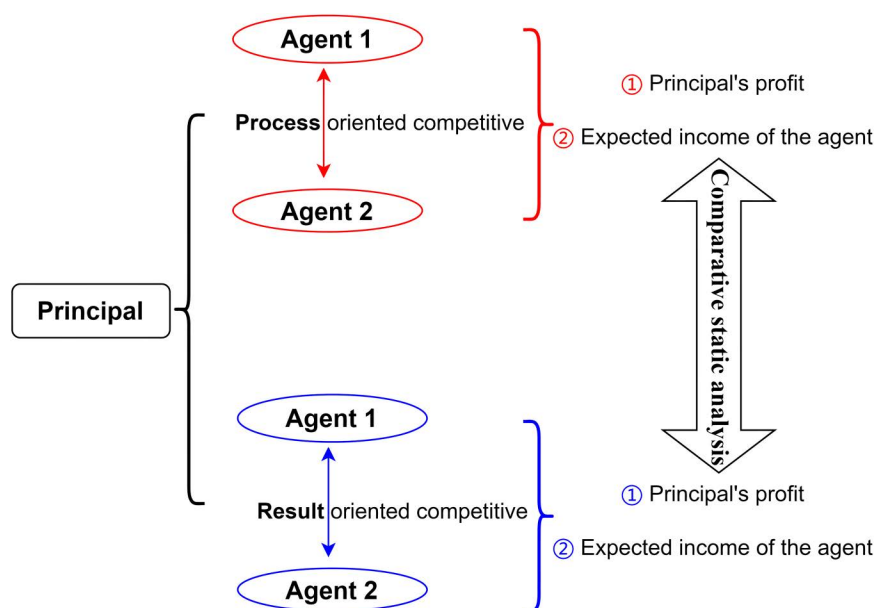 Agent 1
① Principal's profit
Process oriented competitive
② Expected income of the agent
Agent 2
Comparative static analysis
Principal
Agent 1
① Principal's profit
Result oriented competitive
② Expected income of the agent
Agent 2